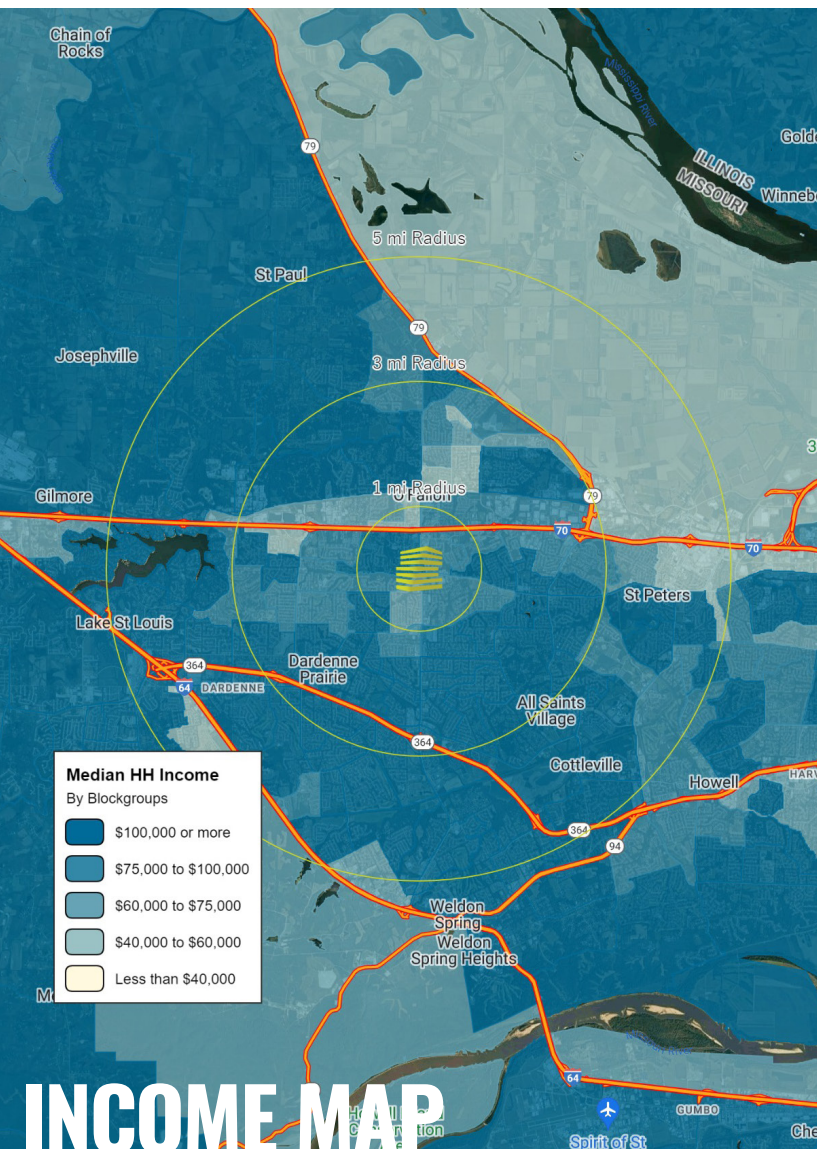 Chain of
Rocks
Mississippi River
79
ILLINOIS
MISSOURI
5 mi Radius
St Paul
79
Josephville
3 mi Radius
1 mi Radius
O'Fallon
Gilmore
79
70
70
St Peters
Lake St Louis
364
64
DARDENNE
Dardenne
Prairie
All Saints
Village
364
Cottleville
Howell
364
94
Median HH Income
By Blockgroups
$100,000 or more
$75,000 to $100,000
$60,000 to $75,000
$40,000 to $60,000
Less than $40,000
Weldon
Spring
Weldon
Spring Heights
64
GUMBO
Spirit of St
INCOME MAP